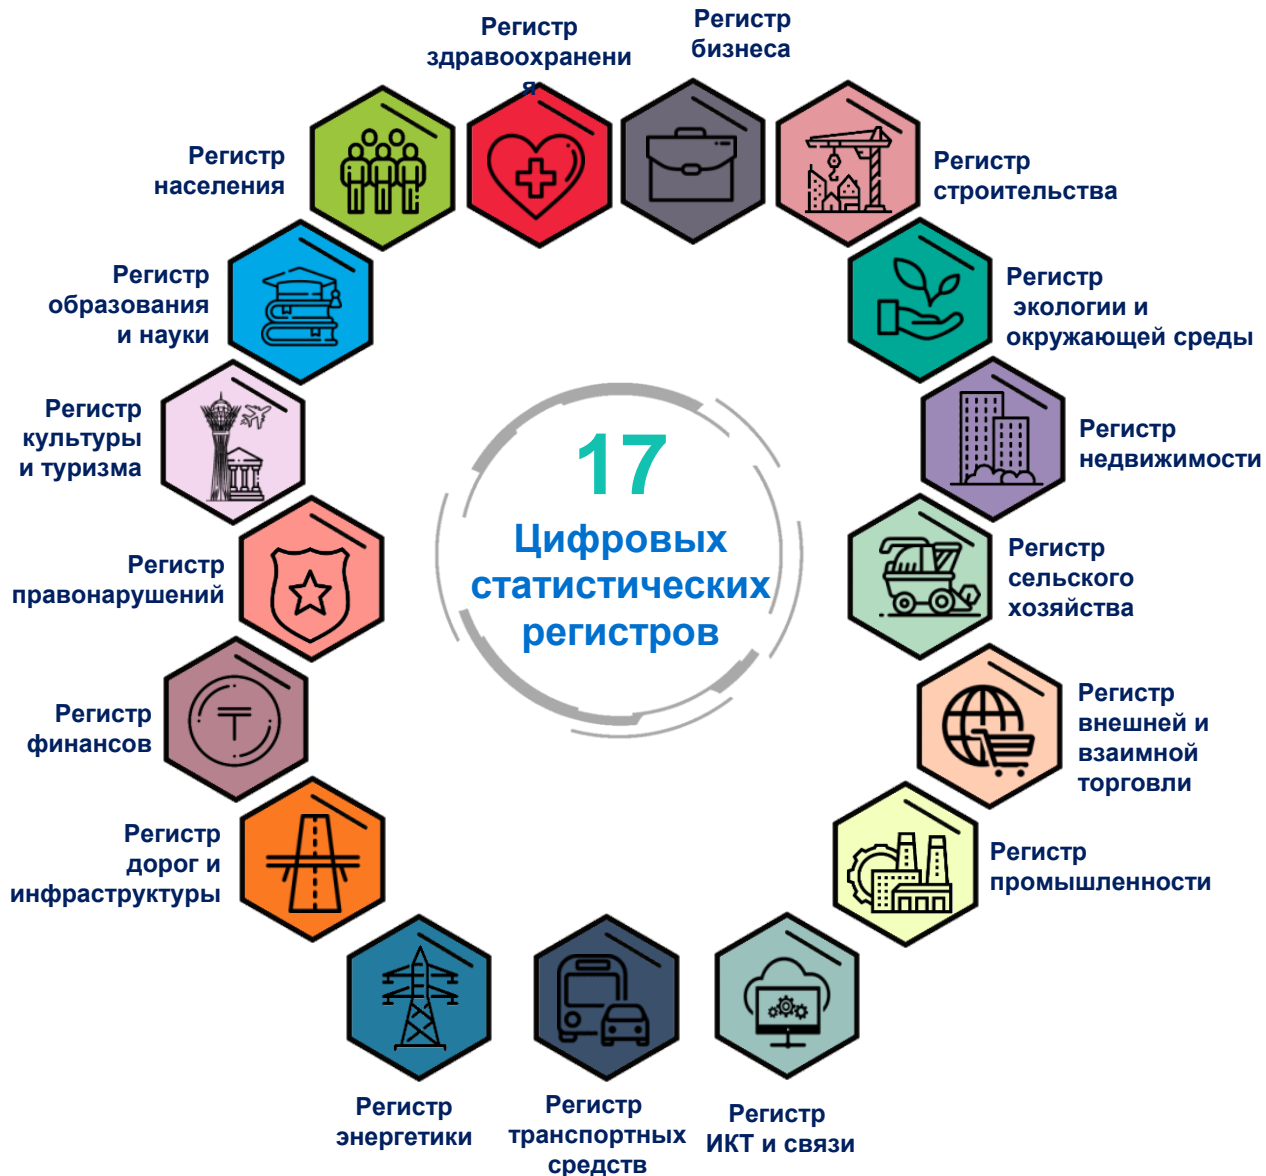 Регистр
здравоохранени
я
Регистр
бизнеса
Регистр
населения
Регистр
строительства
Регистр
образования
и науки
Регистр
экологии и
окружающей среды
Регистр
культуры
и туризма
Регистр
недвижимости
17
Цифровых
статистических
регистров
Регистр
правонарушений
Регистр
сельского
хозяйства
Регистр
финансов
Регистр
внешней и
взаимной
торговли
Регистр
дорог и
инфраструктуры
Регистр
промышленности
Регистр
энергетики
Регистр
транспортных
средств
Регистр
ИКТ и связи